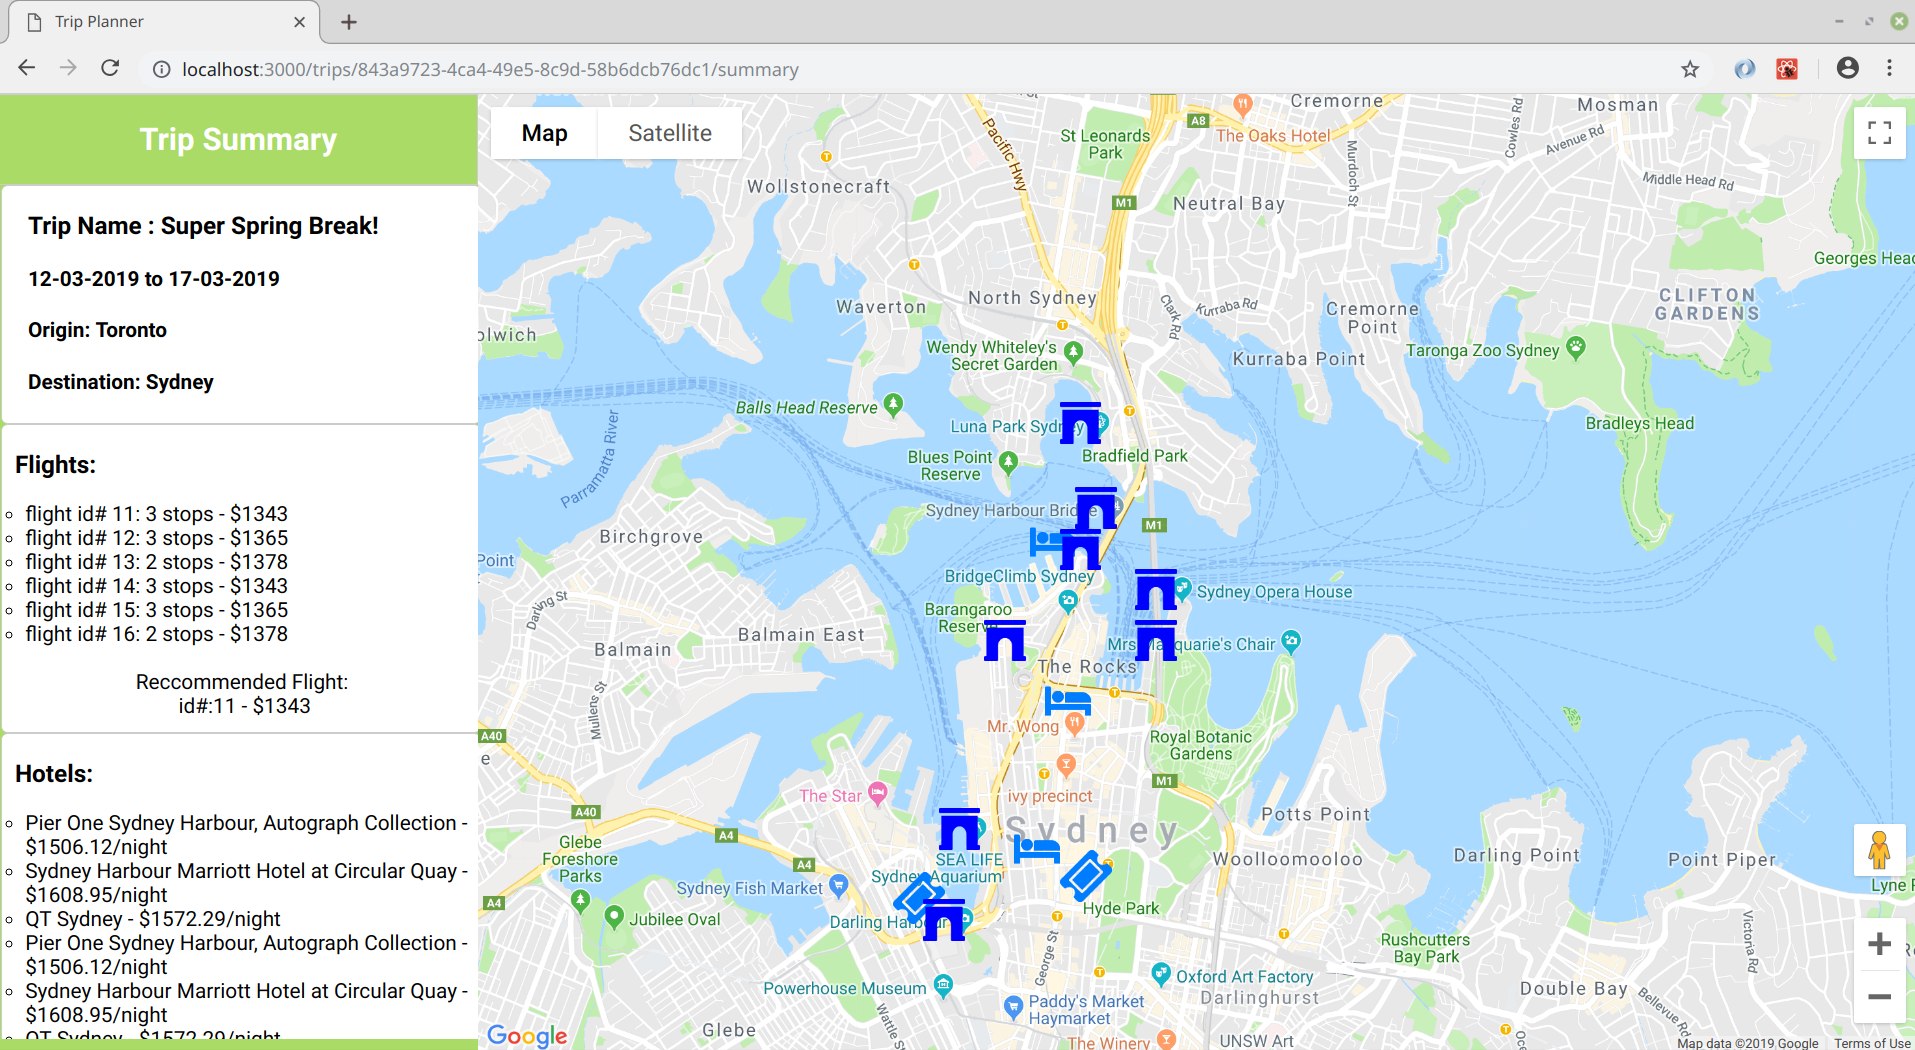 Trip Planner
localhost:3000/trips/843a9723-4ca4-49e5-8c9d-58b6dcb76dc1/summary
Trip Summary
Trip Name : Super Spring Break!
12-03-2019 to 17-03-2019
Origin: Toronto
Destination: Sydney
Flights:
flight id# 11: 3 stops - $1343
flight id# 12: 3 stops - $1365
flight id# 13: 2 stops - $1378
flight id# 14: 3 stops - $1343
flight id# 15: 3 stops - $1365
flight id# 16: 2 stops - $1378
Reccommended Flight:
id#:11 - $1343
Hotels:
Pier One Sydney Harbour, Autograph Collection -
$1506.12/night
Sydney Harbour Marriott Hotel at Circular Quay -
$1608.95/night
QT Sydney - $1572.29/night
Pier One Sydney Harbour, Autograph Collection -
$1506.12/night
Sydney Harbour Marriott Hotel at Circular Quay -
$1608.95/night
QT Sydney - $1572.29/night
Map
Satellite
Pacific Hwy
St Leonards
Park
A8
The Oaks Hotel
Cremorne
Mosman
Cowles Rd
Avenue Rd
Middle Head Rd
Murdoch St
Wollstonecraft
M1
Neutral Bay
Georges Head
Waverton
North Sydney
Clark Rd
Kurraba Rd
Cremorne
Point
CLIFTON
GARDENS
olwich
Wendy Whiteley's
Secret Garden
Kurraba Point
Taronga Zoo Sydney
Balls Head Reserve
Luna Park Sydney
Bradleys Head
Parramatta River
Blues Point
Reserve
Bradfield Park
Sydney Harbour Bridge
M1
Birchgrove
Point
BridgeClimb Sydney
Sydney Opera House
Darling St
Barangaroo
Reserve
Balmain East
Balmain
Mrs Macquarie's Chair
The Rocks
Mullens St
Mr. Wong
A40
e
Royal Botanic
Gardens
M1
The Star
ivy precinct
A40
Potts Point
A4
Sydney
Glebe
Foreshore
Parks
SEA LIFE
Sydney Aquarium
A4
Woolloomooloo
Darling Point
Point Piper
Sydney Fish Market
Lyne P
A4
Jubilee Oval
Darling Harbour
Hyde Park
George St
Rushcutters
Bay Park
Victoria Rd
Powerhouse Museum
Oxford Art Factory
Darlinghurst
Double Bay
Bellevue Rd
Paddy's Market
Haymarket
Wattle St
Glebe
The Winery
UNSW Art
Google
Map data ©2019 Google
Terms of Use